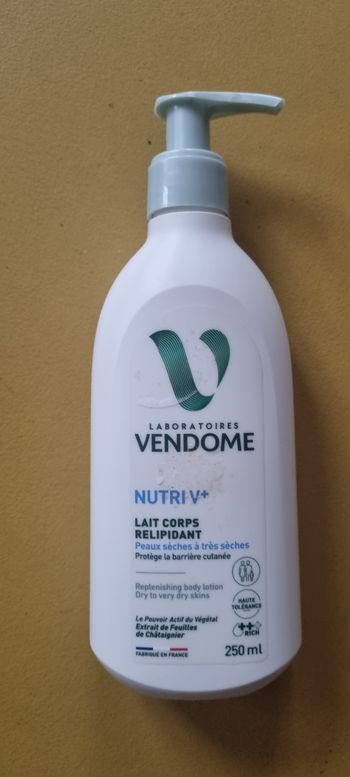 LABORATOIRES
VENDOME
NUTRI V+
LAIT CORPS
RELIPIDANT
Peaux sèches à très sèches
Protège la barrière cutanée
Replenishing body lotion
Dry to very dry skins
HAUTE
TOLÉRANCE
Le Pouvoir Actif du Végétal
Extrait de Feuilles
de Châtaignier
RICH
FABRIQUÉ EN FRANCE
250 ml